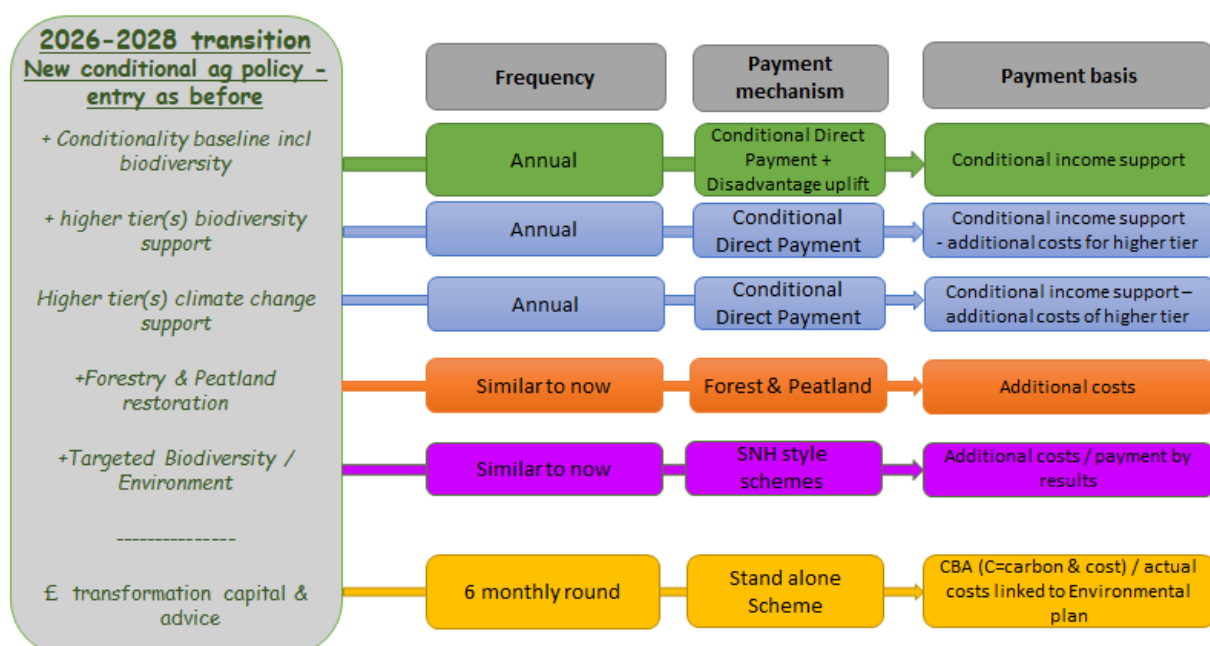 2026-2028 transition
New conditional ag policy -
entry as before
Frequency
Payment
mechanism
Payment basis
+ Conditionality baseline incl
biodiversity
Annual
Conditional Direct
Payment +
Disadvantage uplift
Conditional income support
+ higher tier(s) biodiversity
support
Annual
Conditional
Direct Payment
Conditional income support
- additional costs for higher tier
Higher tier(s) climate change
support
Annual
Conditional
Direct Payment
Conditional income support –
additional costs of higher tier
+Forestry & Peatland
restoration
Similar to now
Forest & Peatland
Additional costs
+Targeted Biodiversity /
Environment
Similar to now
SNH style
schemes
Additional costs / payment by
results
---------------
£ transformation capital &
advice
6 monthly round
Stand alone
Scheme
CBA (C=carbon & cost) / actual
costs linked to Environmental
plan